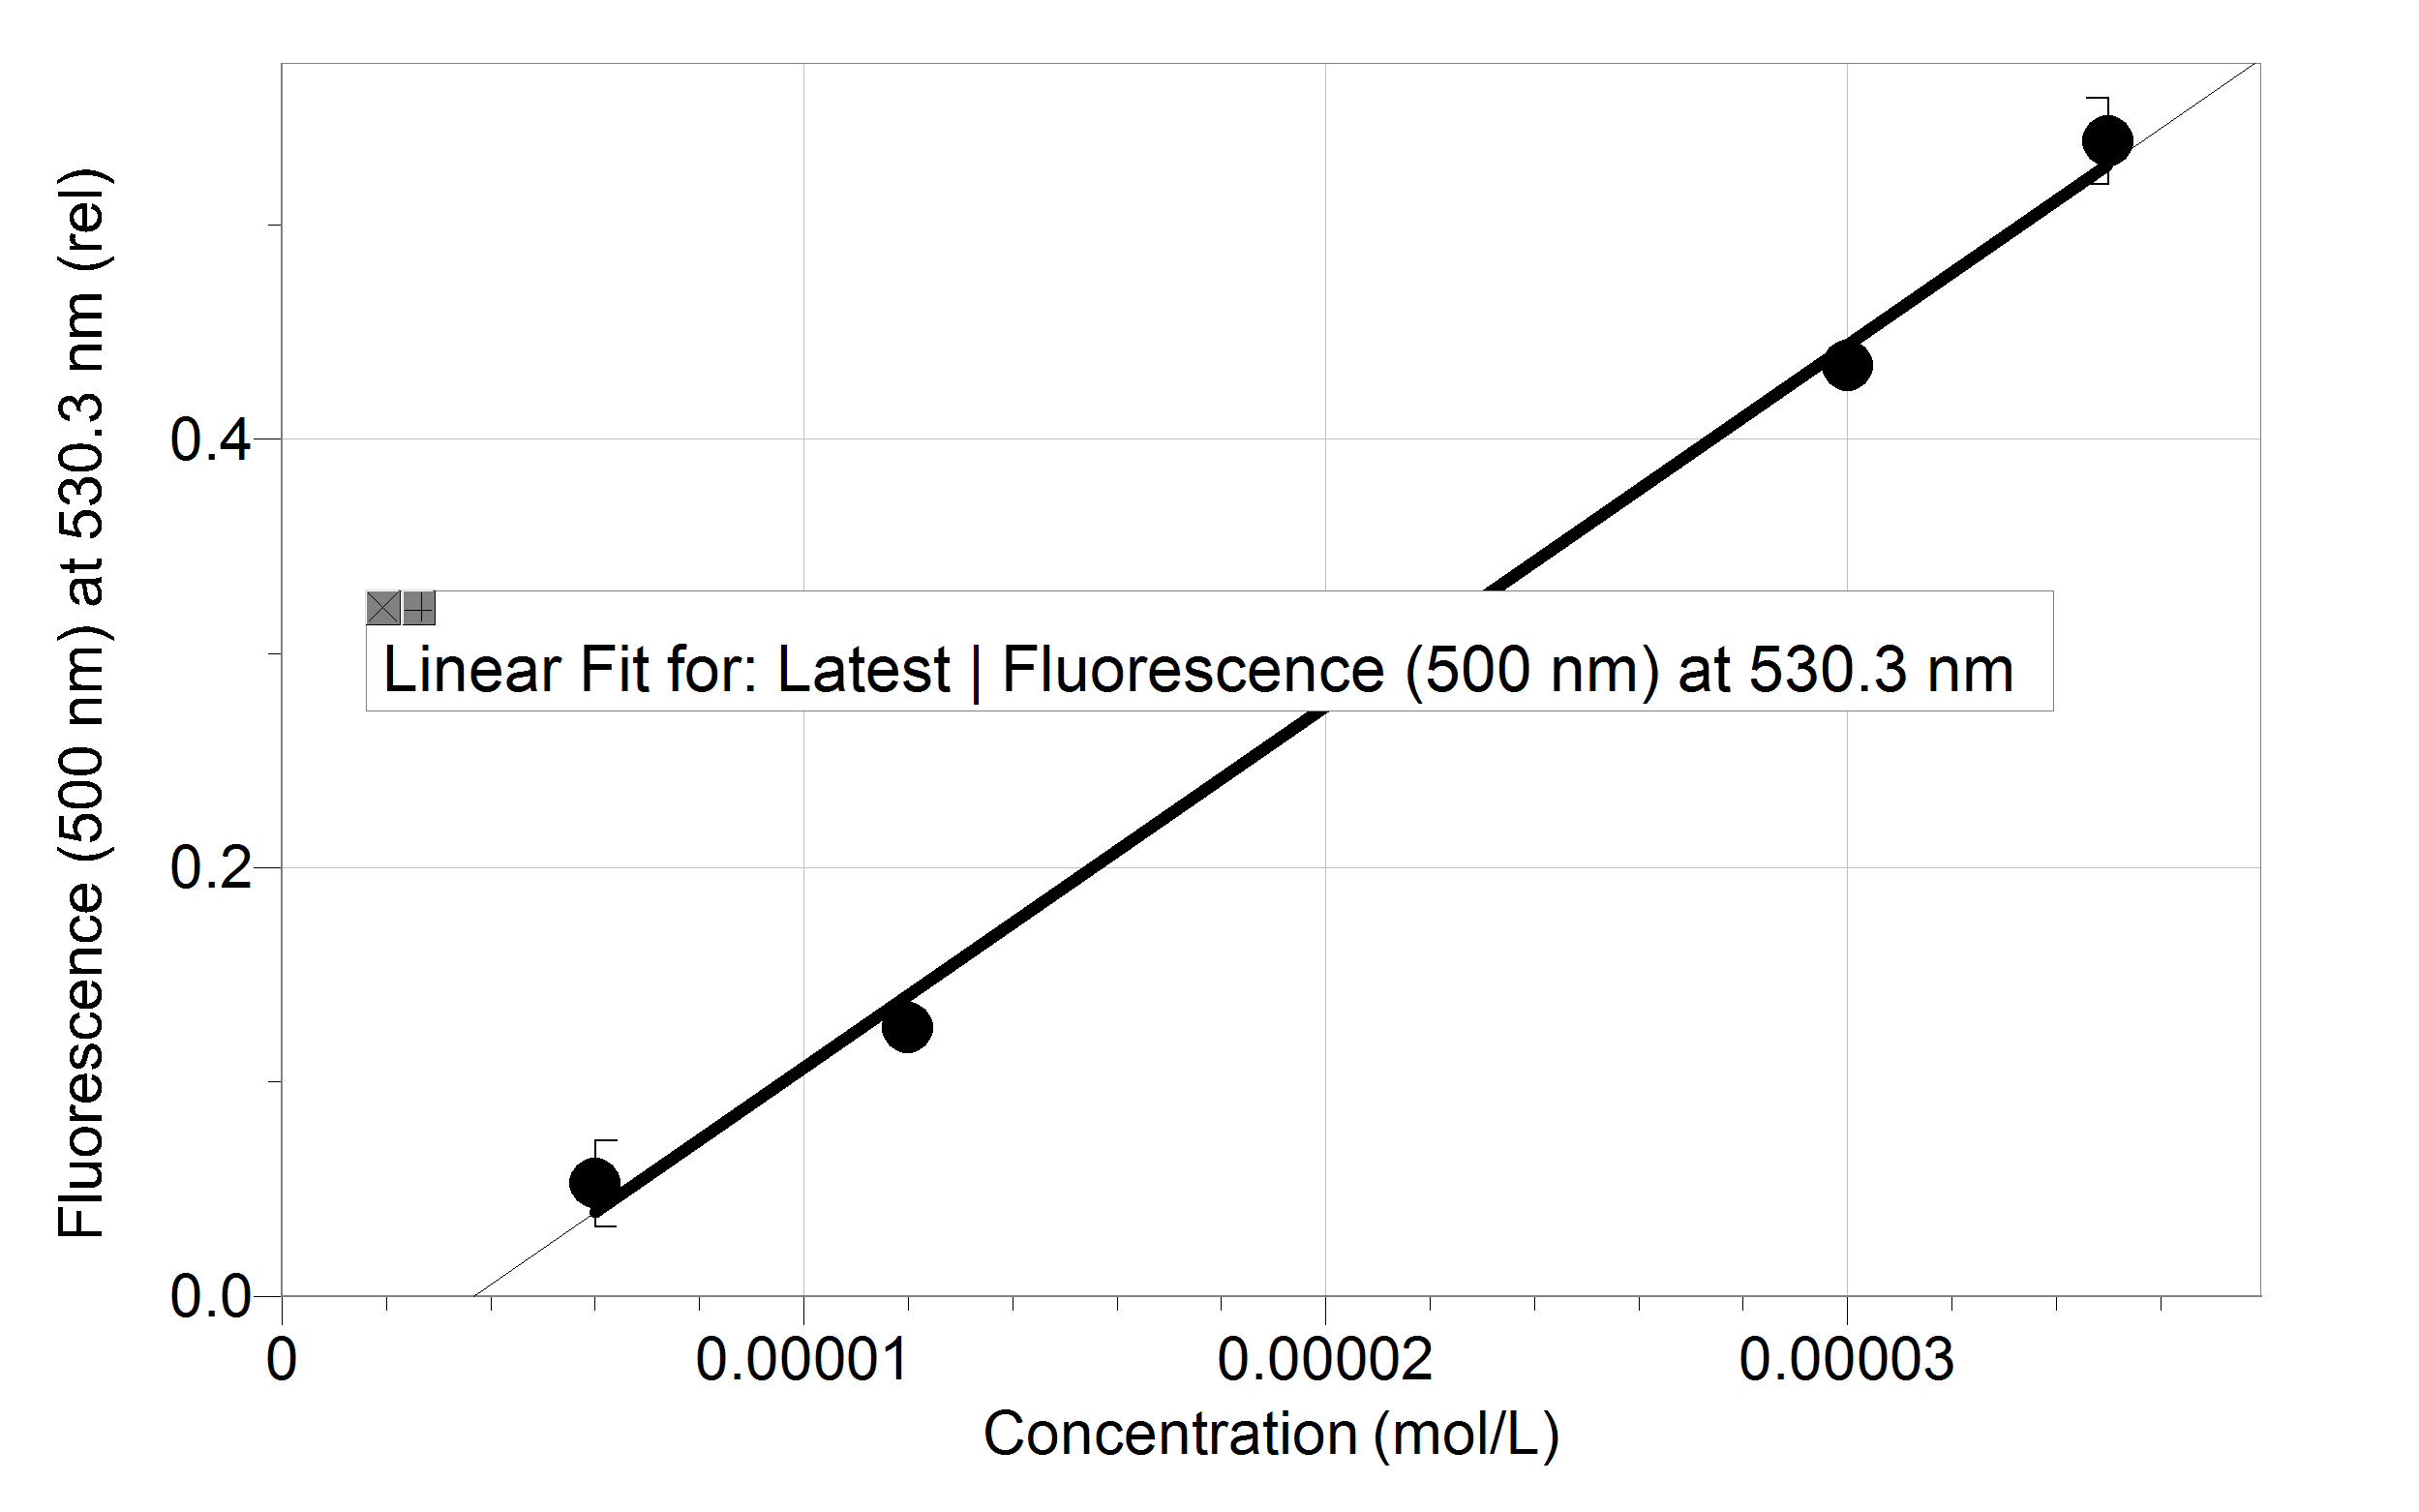 Fluorescence (500 nm) at 530.3 nm (rel)
0.4
Linear Fit for: Latest | Fluorescence (500 nm) at 530.3 nm
0.2
0.0
0 0.00001 0.00002 0.00003
Concentration (mol/L)